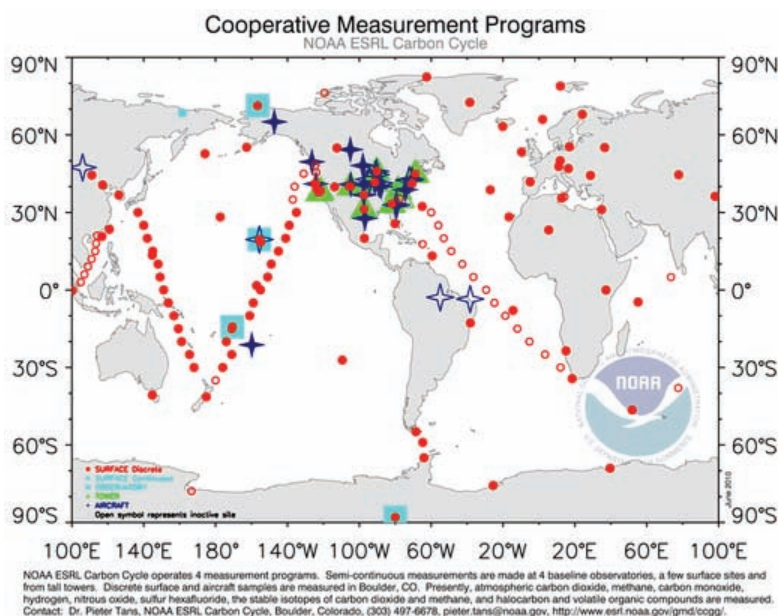 Cooperative Measurement Programs
NOAA ESRL Carbon Cycle
90°N 90°N
60°N 60°N
30°N 30°N
0° 0°
30°S 30°S
60°S 60°S
90°S 90°S
NOAA
SURFACE Discrete
SURFACE Continuous
OBSERVATORY
TOWER
AIRCRAFT
Open symbol represents inactive site
June 2010
100°E 140°E 180° 140°W 100°W 60°W 20°W 20°E 60°E 100°E
NOAA ESRL Carbon Cycle operates 4 measurement programs. Semi-continuous measurements are made at 4 baseline observatories, a few surface sites and
from tall towers. Discrete surface and aircraft samples are measured in Boulder, CO. Presently, atmospheric carbon dioxide, methane, carbon monoxide,
hydrogen, nitrous oxide, sulfur hexafluoride, the stable isotopes of carbon dioxide and methane, and halocarbon and volatile organic compounds are measured.
Contact: Dr. Pieter Tans, NOAA ESRL Carbon Cycle, Boulder, Colorado, (303) 497-6678, pieter.tans@noaa.gov, http://www.esrl.noaa.gov/gmd/ccgg/.